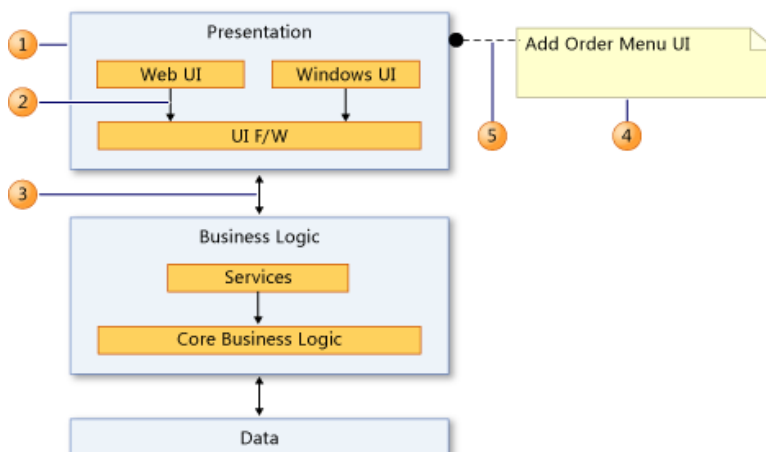 Presentation
1
Add Order Menu UI
Web UI
Windows UI
2
UI F/W
5
4
3
Business Logic
Services
Core Business Logic
Data